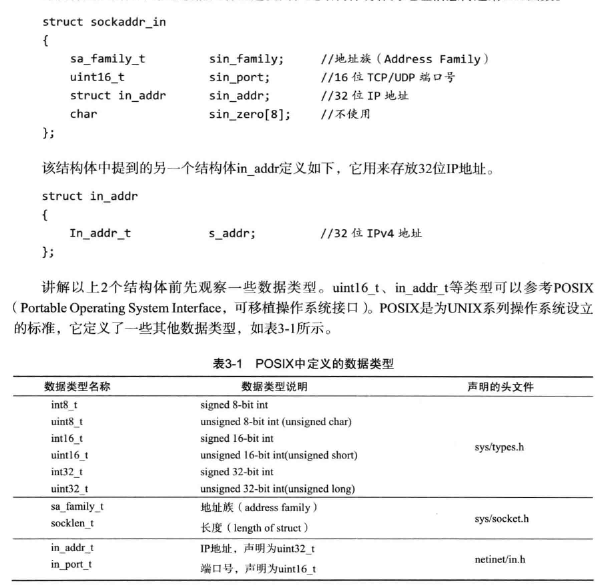 struct sockaddr_in
{
sa_family_t sin_family; //地址族（Address Family）
uint16_t sin_port; //16 位 TCP/UDP 端口号
struct in_addr sin_addr; //32 位 IP 地址
char sin_zero[8]; //不使用
};
该结构体中提到的另一个结构体in_addr定义如下，它用来存放32位IP地址。
struct in_addr
{
In_addr_t s_addr; //32 位 IPv4 地址
};
讲解以上2个结构体前先观察一些数据类型。uint16_t、in_addr_t等类型可以参考POSIX
（Portable Operating System Interface，可移植操作系统接口）。POSIX是为UNIX系列操作系统设立
的标准，它定义了一些其他数据类型，如表3-1所示。
表3-1 POSIX中定义的数据类型
数据类型名称 数据类型说明 声明的头文件
int8_t signed 8-bit int
uint8_t unsigned 8-bit int (unsigned char)
int16_t signed 16-bit int
uint16_t unsigned 16-bit int(unsigned short) sys/types.h
int32_t signed 32-bit int
uint32_t unsigned 32-bit int(unsigned long)
sa_family_t 地址族（address family）
socklen_t 长度（length of struct） sys/socket.h
in_addr_t IP地址，声明为uint32_t
in_port_t 端口号，声明为uint16_t netinet/in.h